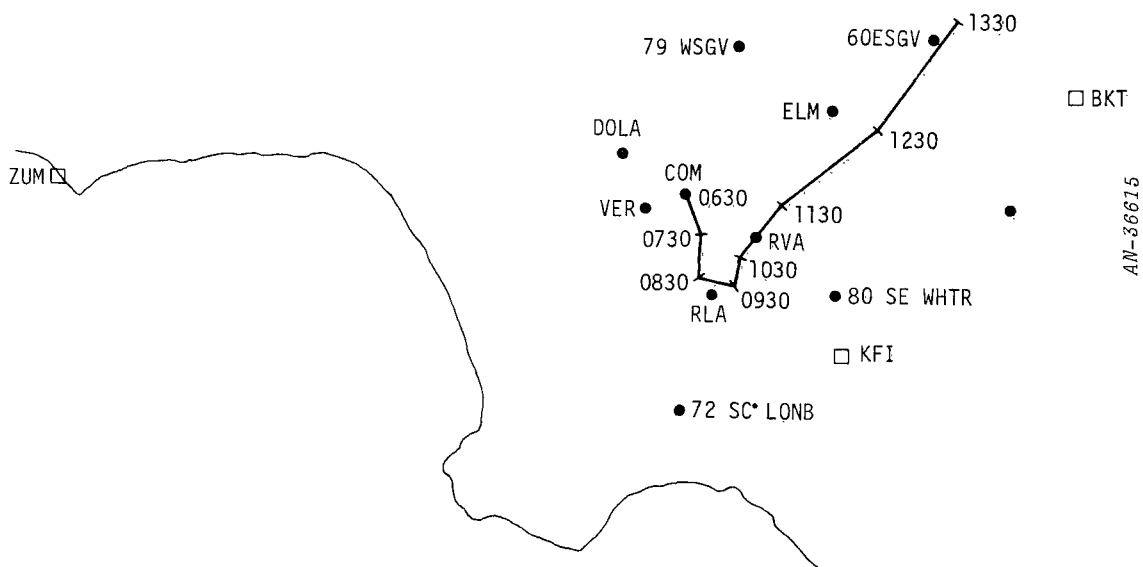 1330
79 WSGV
60ESGV
BKT
ELM
1230
DOLA
COM
ZUM
0630
VER
1130
0730
RVA
1030
0830
0930
80 SE WHTR
RLA
KFI
72 SC LONB
AN-36615